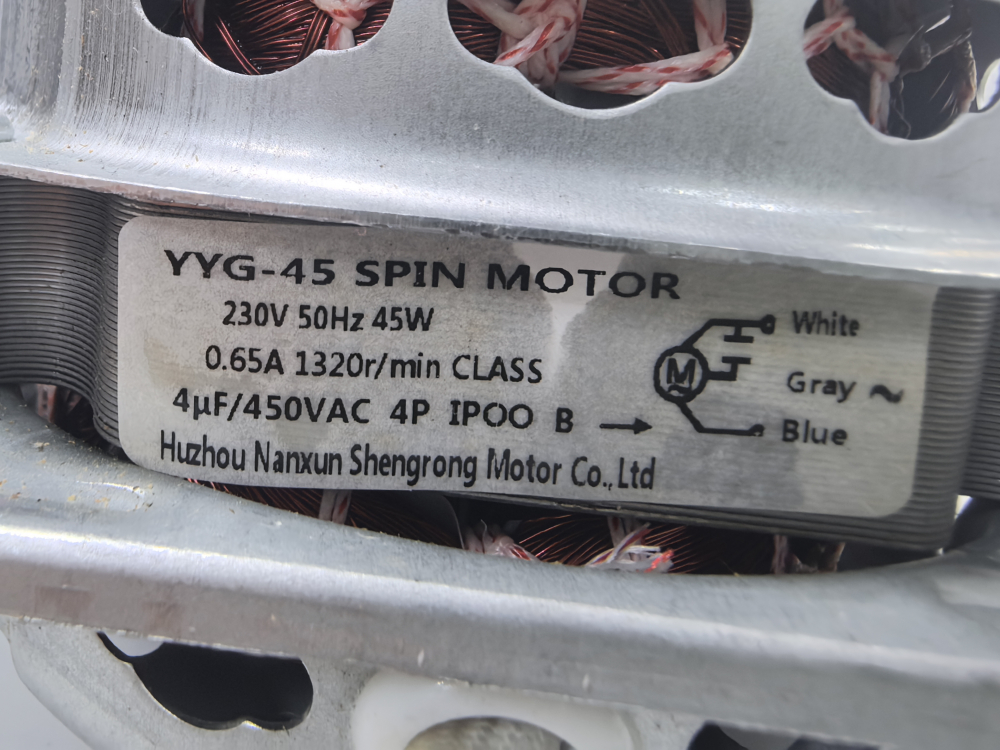 YYG-45 SPIN MOTOR
230V 50Hz 45W
0.65A 1320r/min CLASS
4μF/450VAC 4P IP00 B →
Huzhou Nanxun Shengrong Motor Co., Ltd
M
White
Gray ~
Blue